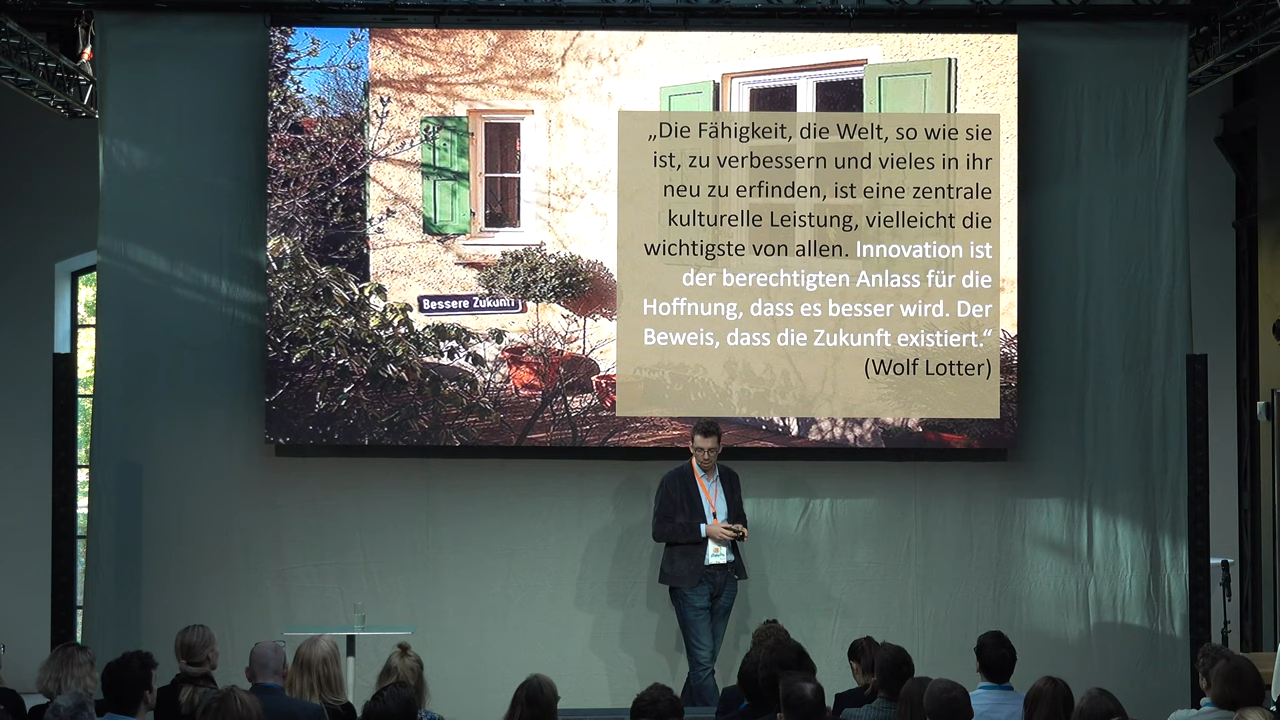 „Die Fähigkeit, die Welt, so wie sie
ist, zu verbessern und vieles in ihr
neu zu erfinden, ist eine zentrale
kulturelle Leistung, vielleicht die
wichtigste von allen. Innovation ist
der berechtigten Anlass für die
Hoffnung, dass es besser wird. Der
Beweis, dass die Zukunft existiert.“
(Wolf Lotter)
Bessere Zukunft